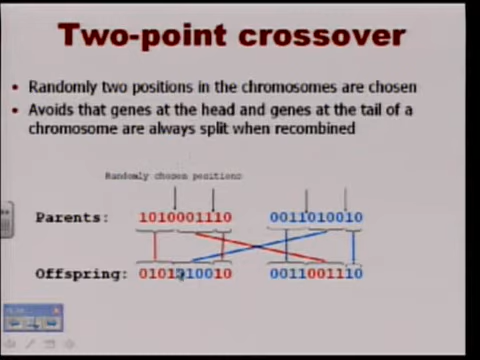 Two-point crossover
• Randomly two positions in the chromosomes are chosen
• Avoids that genes at the head and genes at the tail of a
chromosome are always split when recombined
Randomly chosen positions
Parents: 1010001110 0011010010
Offspring: 0101010010 0011001110